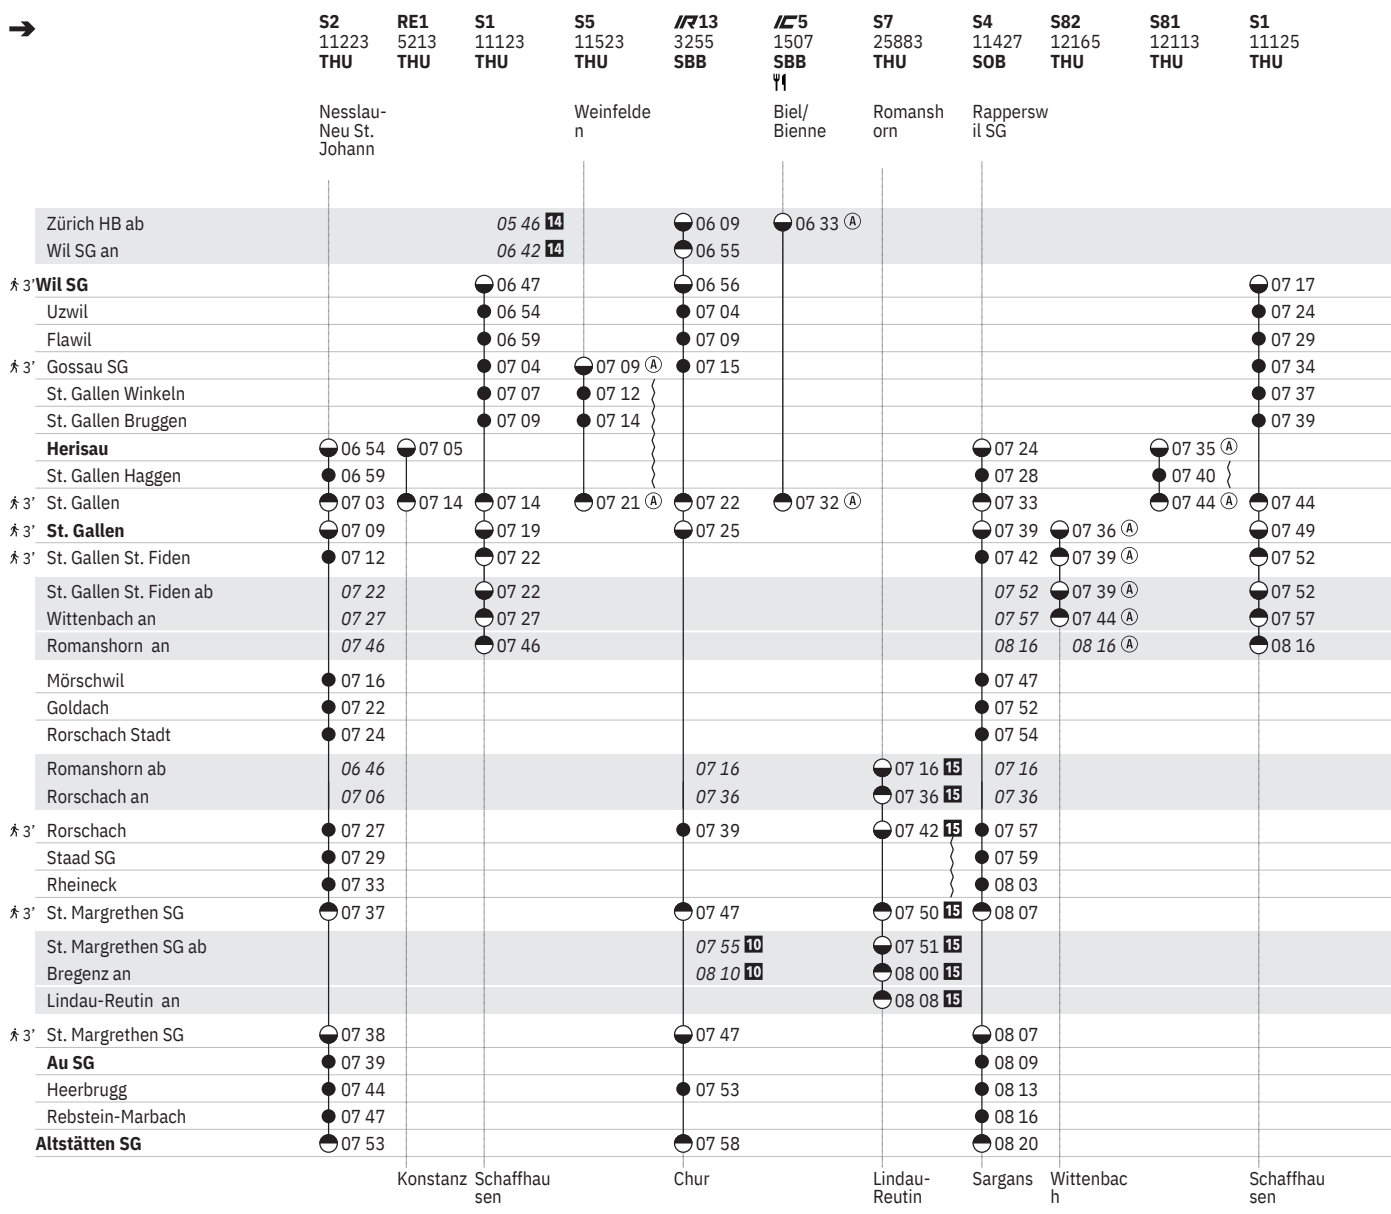 ➔ S2 RE1 S1 S5 IR13 IC5 S7 S4 S82 S81 S1
11223 5213 11123 11523 3255 1507 25883 11427 12165 12113 11125
THU THU THU THU SBB SBB THU SOB THU THU THU
Nesslau- Weinfelde Biel/ Romansh Rappersw
Neu St. n Bienne orn il SG
Johann
Zürich HB ab 05 46 14 06 09 06 33 A
Wil SG an 06 42 14 06 55
3' Wil SG 06 47 06 56 07 17
Uzwil 06 54 07 04 07 24
Flawil 06 59 07 09 07 29
3' Gossau SG 07 04 07 09 A 07 15 07 34
St. Gallen Winkeln 07 07 07 12 07 37
St. Gallen Bruggen 07 09 07 14 07 39
Herisau 06 54 07 05 07 24 07 35 A
St. Gallen Haggen 06 59 07 28 07 40
3' St. Gallen 07 03 07 14 07 14 07 21 A 07 22 07 32 A 07 33 07 44 A 07 44
3' St. Gallen 07 09 07 19 07 25 07 39 07 36 A 07 49
3' St. Gallen St. Fiden 07 12 07 22 07 42 07 39 A 07 52
St. Gallen St. Fiden ab 07 22 07 22 07 52 07 39 A 07 52
Wittenbach an 07 27 07 27 07 57 07 44 A 07 57
Romanshorn an 07 46 07 46 08 16 08 16 A 08 16
Mörschwil 07 16 07 47
Goldach 07 22 07 52
Rorschach Stadt 07 24 07 54
Romanshorn ab 06 46 07 16 07 16 15 07 16
Rorschach an 07 06 07 36 07 36 15 07 36
3' Rorschach 07 27 07 39 07 42 15 07 57
Staad SG 07 29 07 59
Rheineck 07 33 08 03
3' St. Margrethen SG 07 37 07 47 07 50 15 08 07
St. Margrethen SG ab 07 55 10 07 51 15
Bregenz an 08 10 10 08 00 15
Lindau-Reutin an 08 08 15
3' St. Margrethen SG 07 38 07 47 08 07
Au SG 07 39 08 09
Heerbrugg 07 44 07 53 08 13
Rebstein-Marbach 07 47 08 16
Altstätten SG 07 53 07 58 08 20
Konstanz Schaffhau Chur Lindau- Sargans Wittenbac Schaffhau
sen Reutin h sen